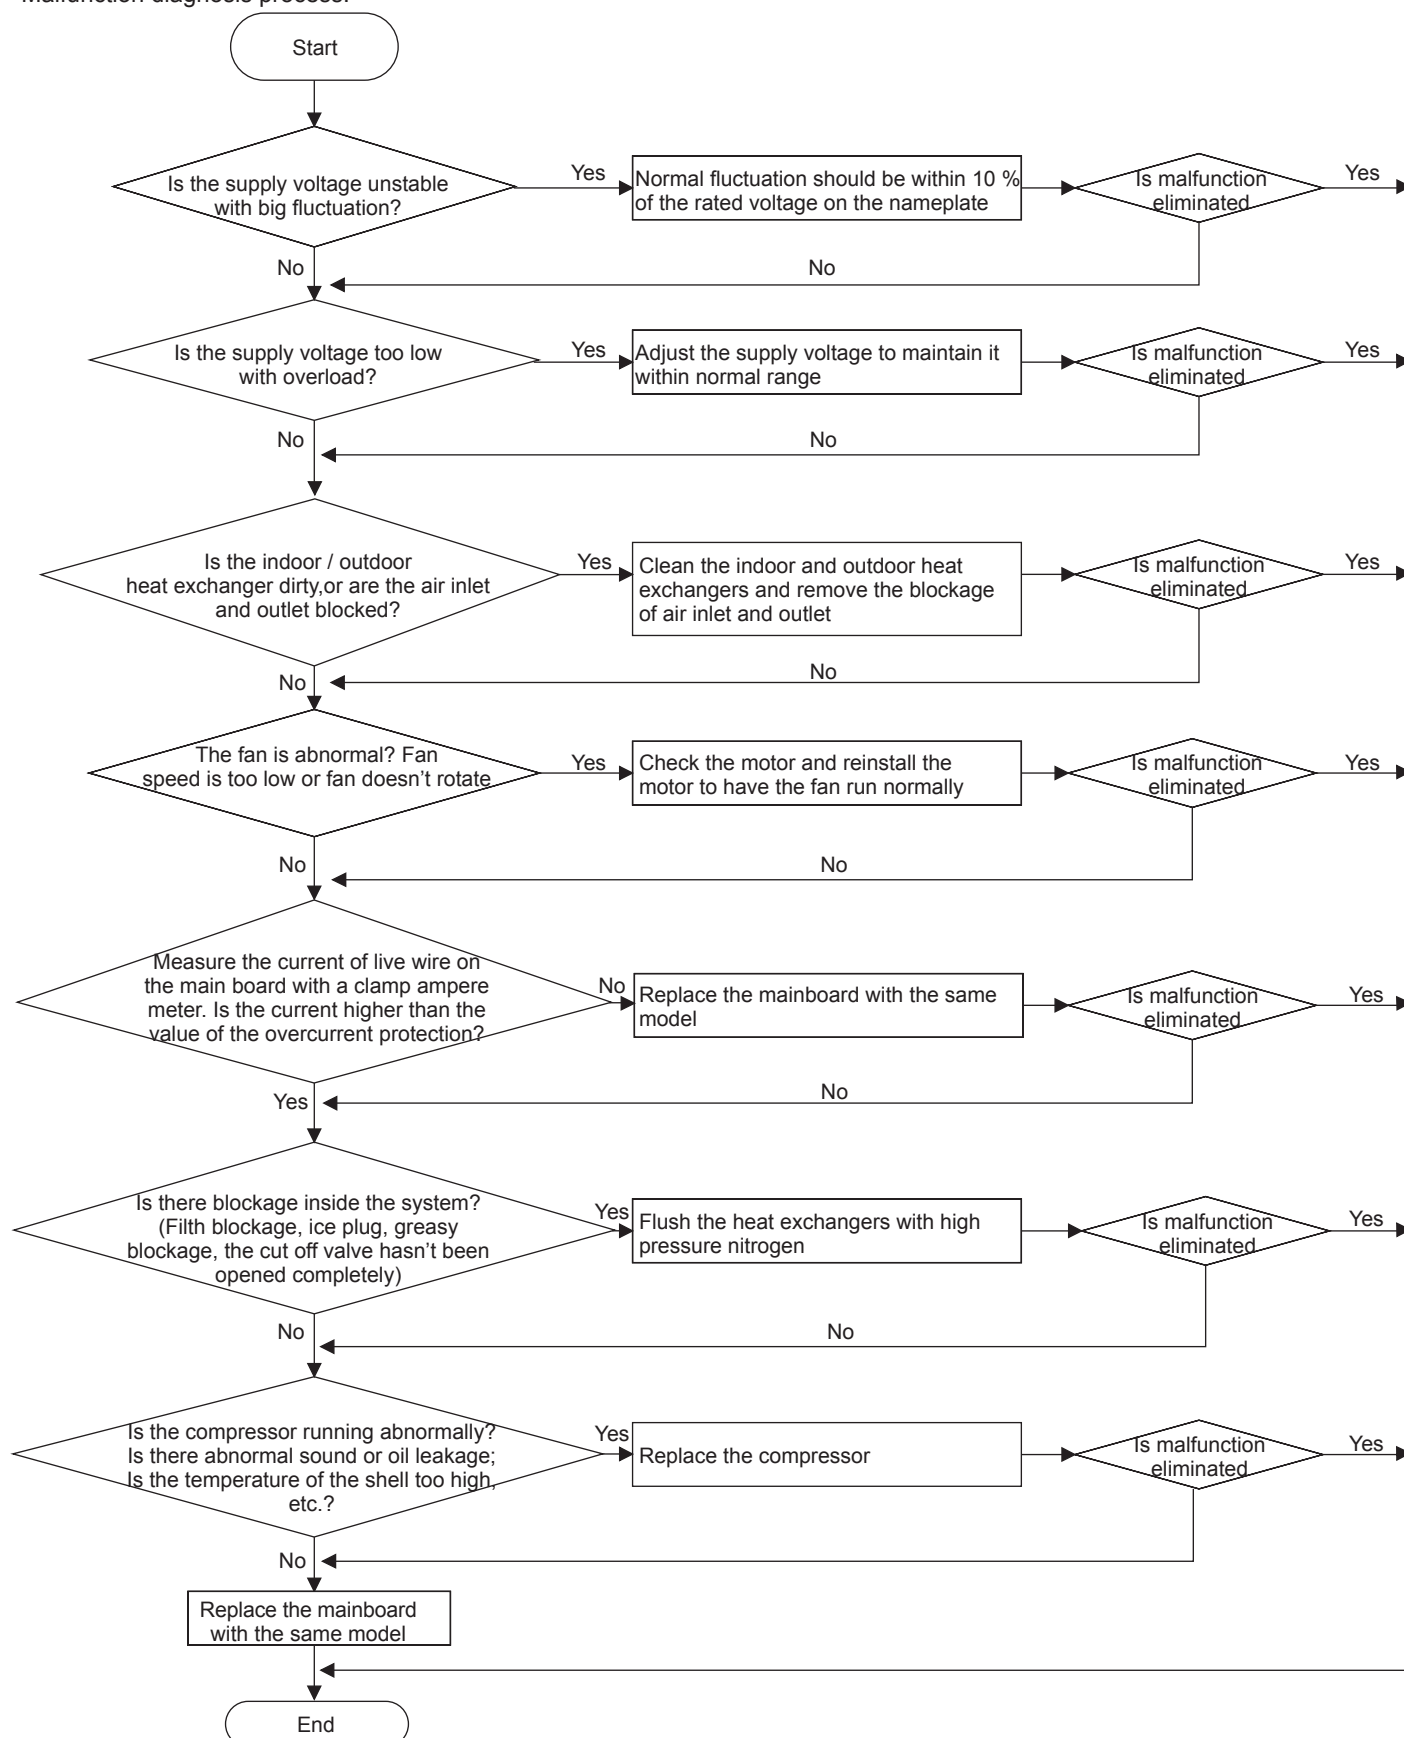 Malfunction diagnosis process:
Start
Is the supply voltage unstable
with big fluctuation?
Yes
Normal fluctuation should be within 10 %
of the rated voltage on the nameplate
Is malfunction
eliminated
Yes
No
No
Is the supply voltage too low
with overload?
Yes
Adjust the supply voltage to maintain it
within normal range
Is malfunction
eliminated
Yes
No
No
Is the indoor / outdoor
heat exchanger dirty,or are the air inlet
and outlet blocked?
Yes
Clean the indoor and outdoor heat
exchangers and remove the blockage
of air inlet and outlet
Is malfunction
eliminated
Yes
No
No
The fan is abnormal? Fan
speed is too low or fan doesn’t rotate
Yes
Check the motor and reinstall the
motor to have the fan run normally
Is malfunction
eliminated
Yes
No
No
Measure the current of live wire on
the main board with a clamp ampere
meter. Is the current higher than the
value of the overcurrent protection?
No
Replace the mainboard with the same
model
Is malfunction
eliminated
Yes
No
Yes
Is there blockage inside the system?
(Filth blockage, ice plug, greasy
blockage, the cut off valve hasn’t been
opened completely)
Yes
Flush the heat exchangers with high
pressure nitrogen
Is malfunction
eliminated
Yes
No
No
Is the compressor running abnormally?
Is there abnormal sound or oil leakage;
Is the temperature of the shell too high,
etc.?
Yes
Replace the compressor
Is malfunction
eliminated
Yes
No
Replace the mainboard
with the same model
End